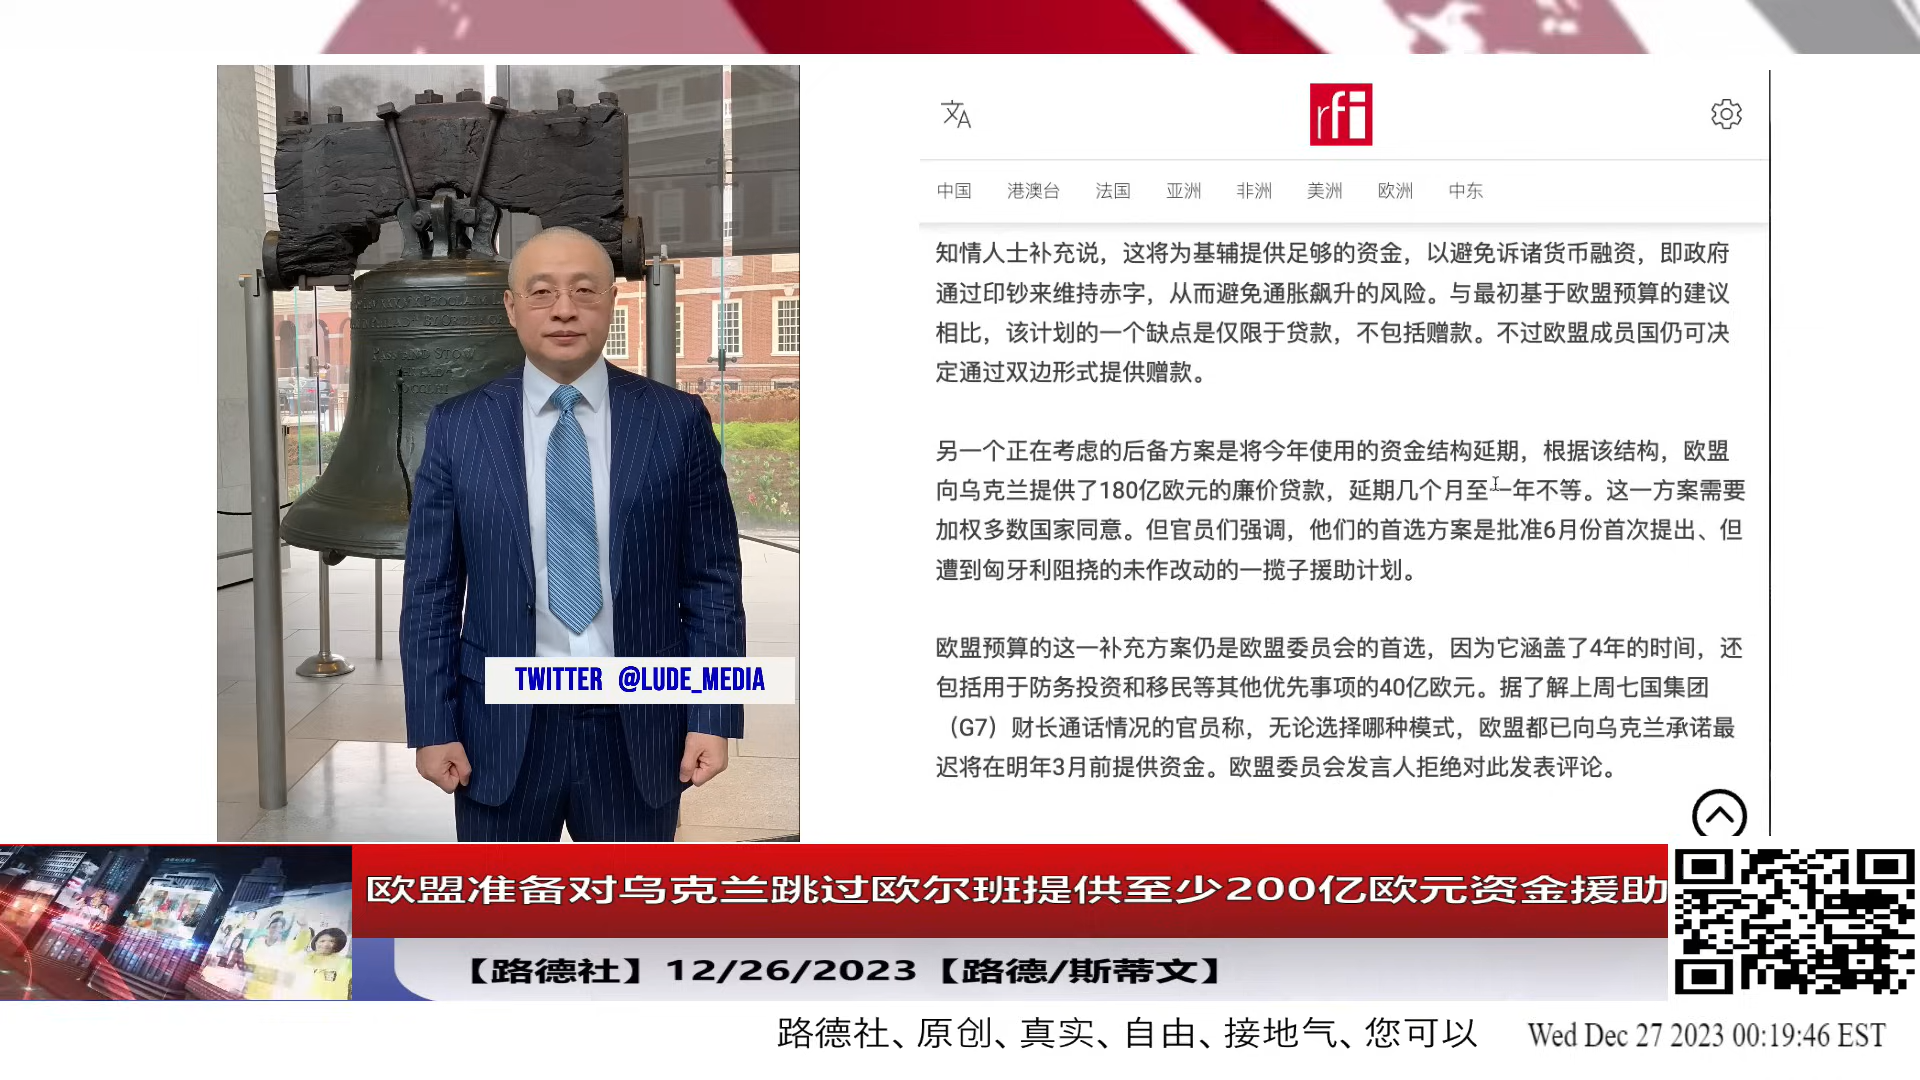 rfi
中国 港澳台 法国 亚洲 非洲 美洲 欧洲 中东
知情人士补充说，这将为基辅提供足够的资金，以避免诉诸货币融资，即政府
通过印钞来维持赤字，从而避免通胀飙升的风险。与最初基于欧盟预算的建议
相比，该计划的一个缺点是仅限于贷款，不包括赠款。不过欧盟成员国仍可决
定通过双边形式提供赠款。
另一个正在考虑的后备方案是将今年使用的资金结构延期，根据该结构，欧盟
向乌克兰提供了180亿欧元的廉价贷款，延期几个月至一年不等。这一方案需要
加权多数国家同意。但官员们强调，他们的首选方案是批准6月份首次提出、但
遭到匈牙利阻挠的未作改动的一揽子援助计划。
欧盟预算的这一补充方案仍是欧盟委员会的首选，因为它涵盖了4年的时间，还
包括用于防务投资和移民等其他优先事项的40亿欧元。据了解上周七国集团
（G7）财长通话情况的官员称，无论选择哪种模式，欧盟都已向乌克兰承诺最
迟将在明年3月前提供资金。欧盟委员会发言人拒绝对此发表评论。
TWITTER @LUDE_MEDIA
欧盟准备对乌克兰跳过欧尔班提供至少200亿欧元资金援助
【路德社】12/26/2023【路德/斯蒂文】
路德社、原创、真实、自由、接地气、您可以
Wed Dec 27 2023 00:19:46 EST